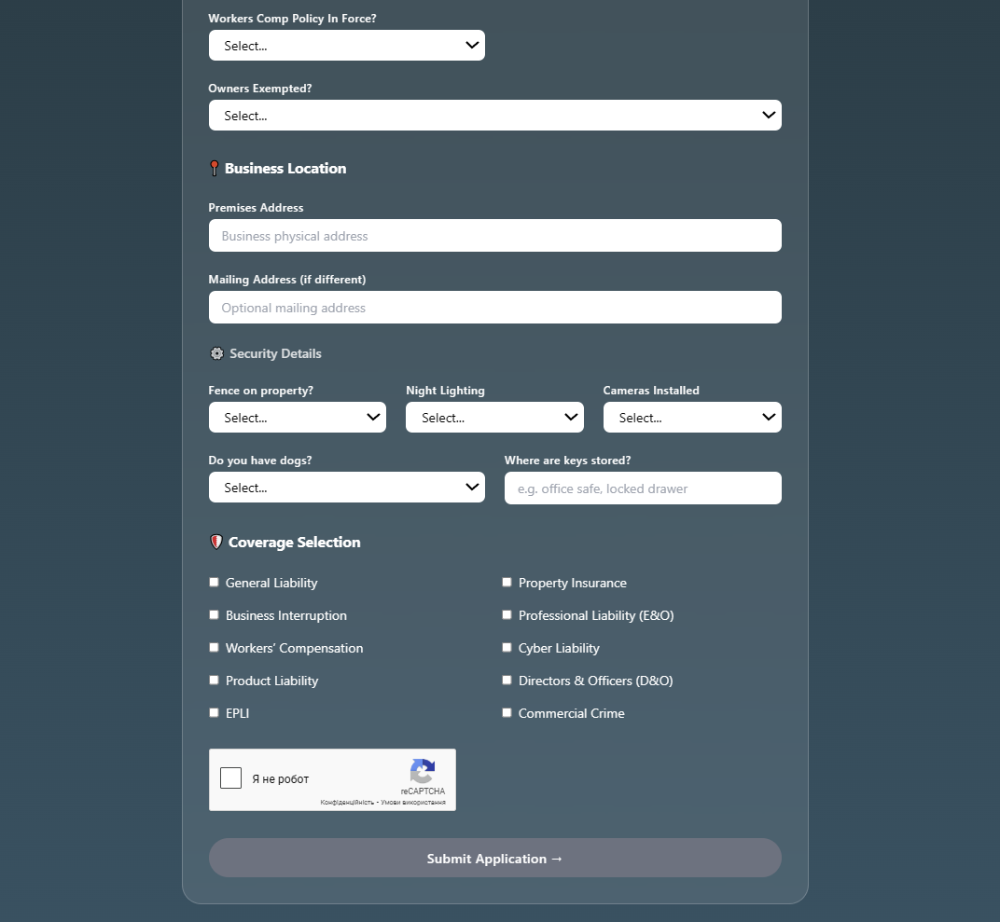 Workers Comp Policy In Force?
Select...
Owners Exempted?
Select...
Business Location
Premises Address
Business physical address
Mailing Address (if different)
Optional mailing address
Security Details
Fence on property? Night Lighting Cameras Installed
Select... Select... Select...
Do you have dogs? Where are keys stored?
Select... e.g. office safe, locked drawer
Coverage Selection
General Liability Property Insurance
Business Interruption Professional Liability (E&O)
Workers’ Compensation Cyber Liability
Product Liability Directors & Officers (D&O)
EPLI Commercial Crime
Я не робот
reCAPTCHA
Конфіденційність - Умови використання
Submit Application →